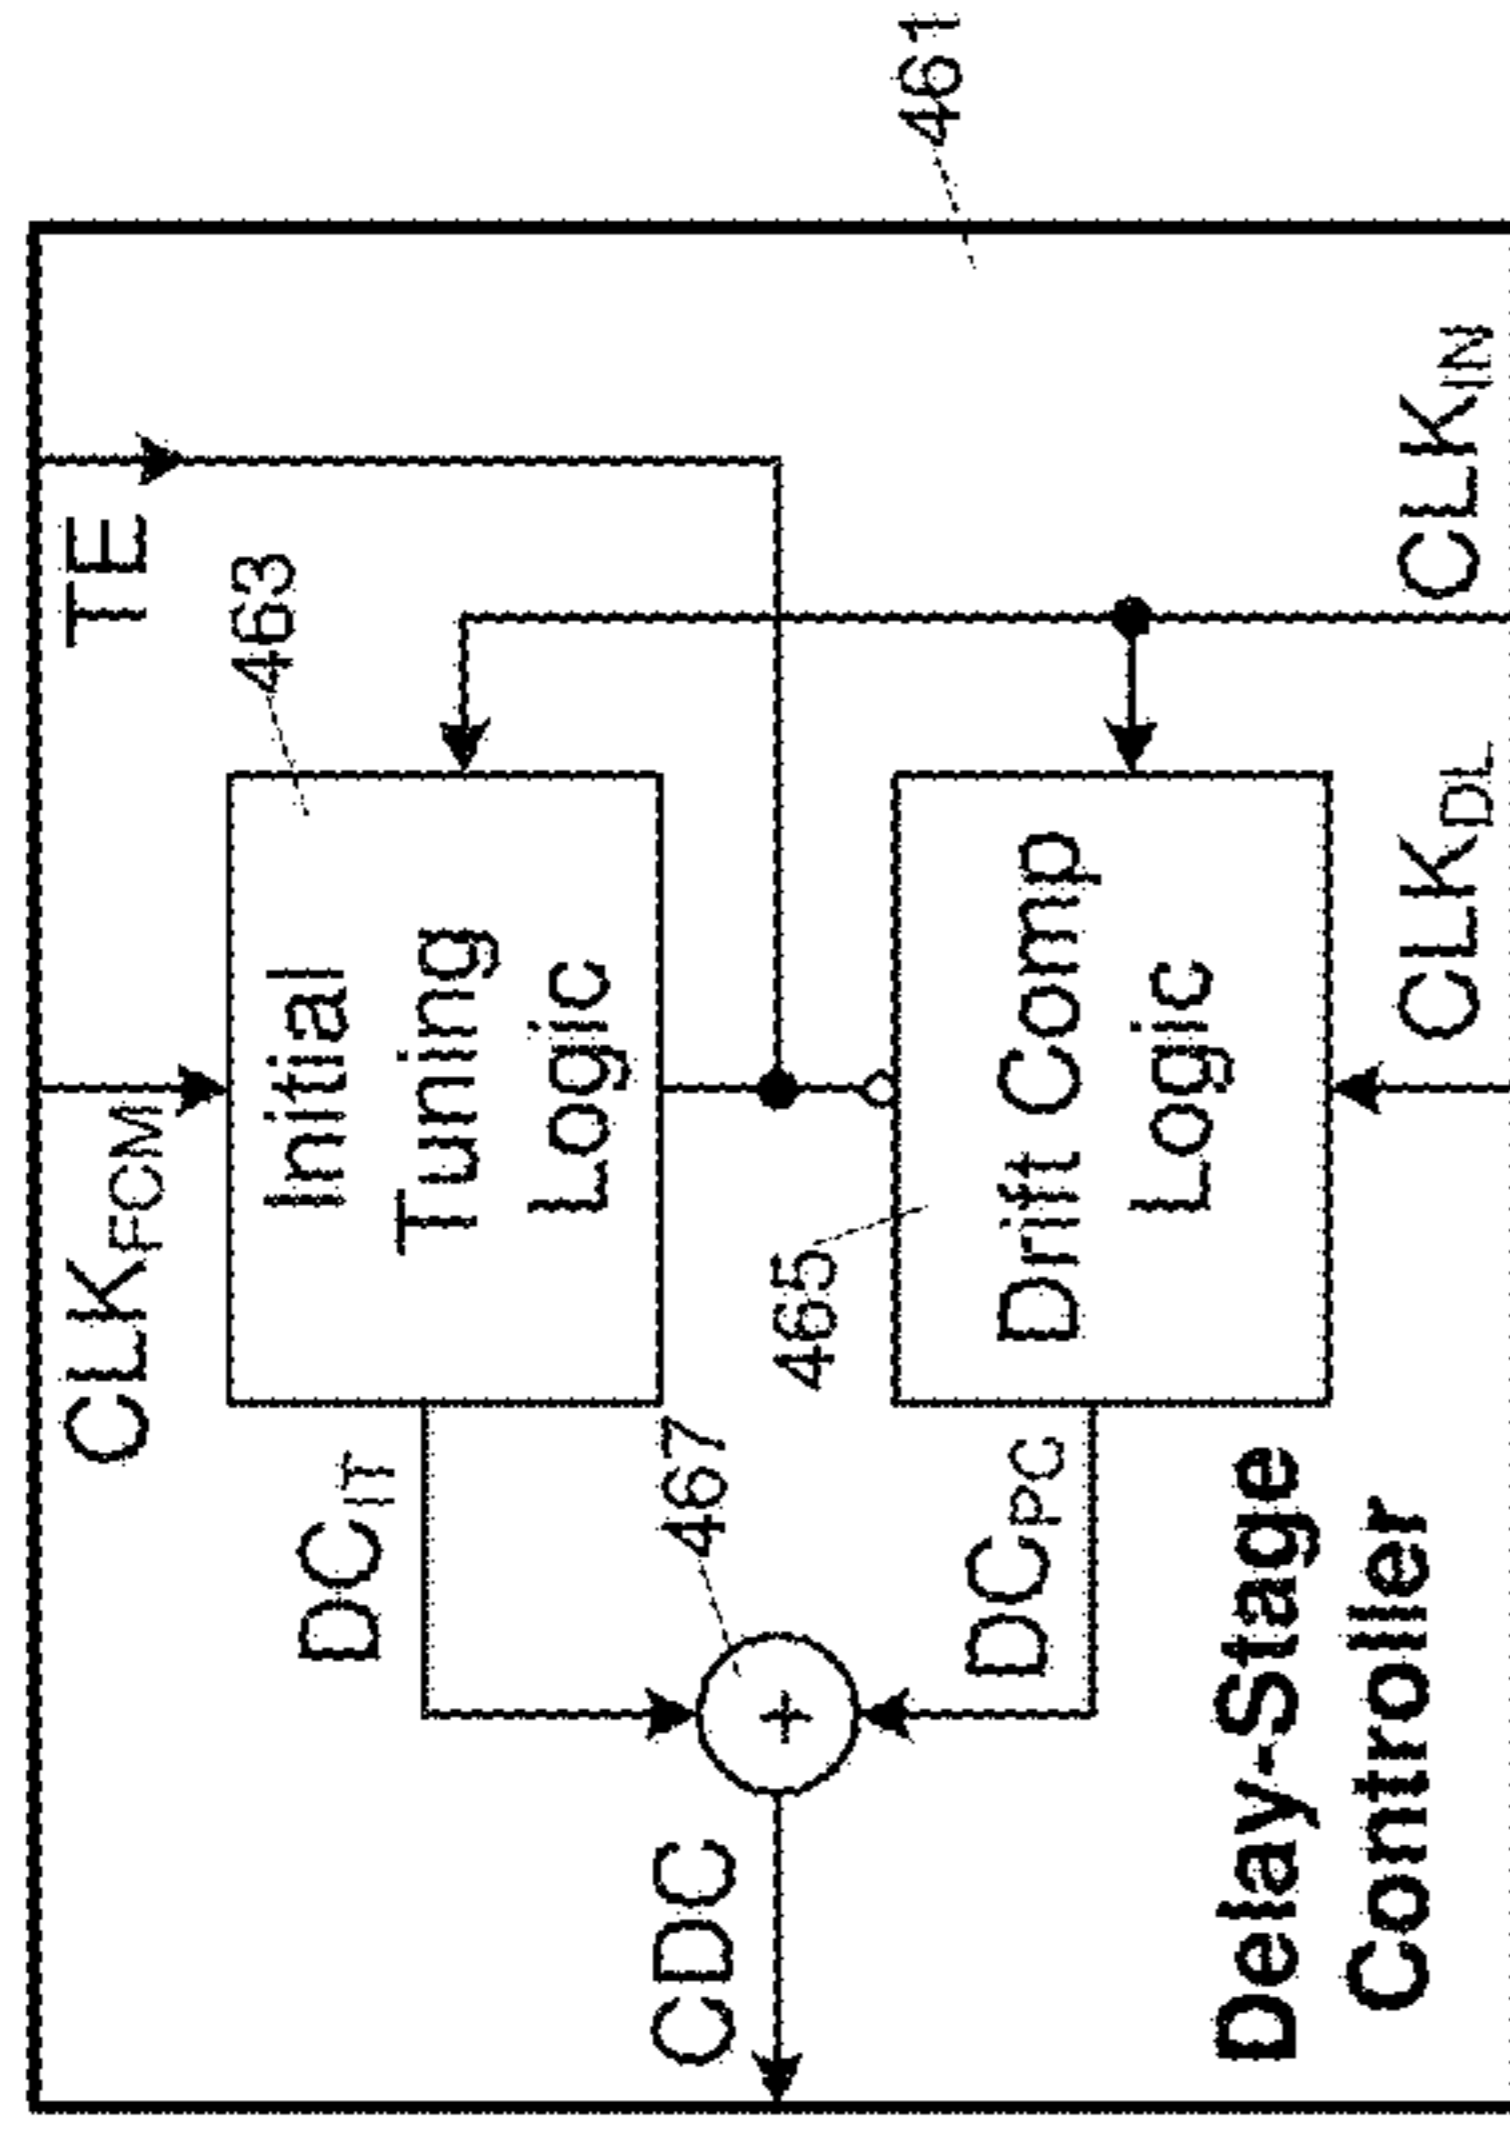 461
TE
CLKIN
463
CLKDL
Initial
Tuning
Logic
Drift Comp
Logic
CLKFCM
465
DCIT
467
DCPC
CDC
Delay-Stage
Controller
+